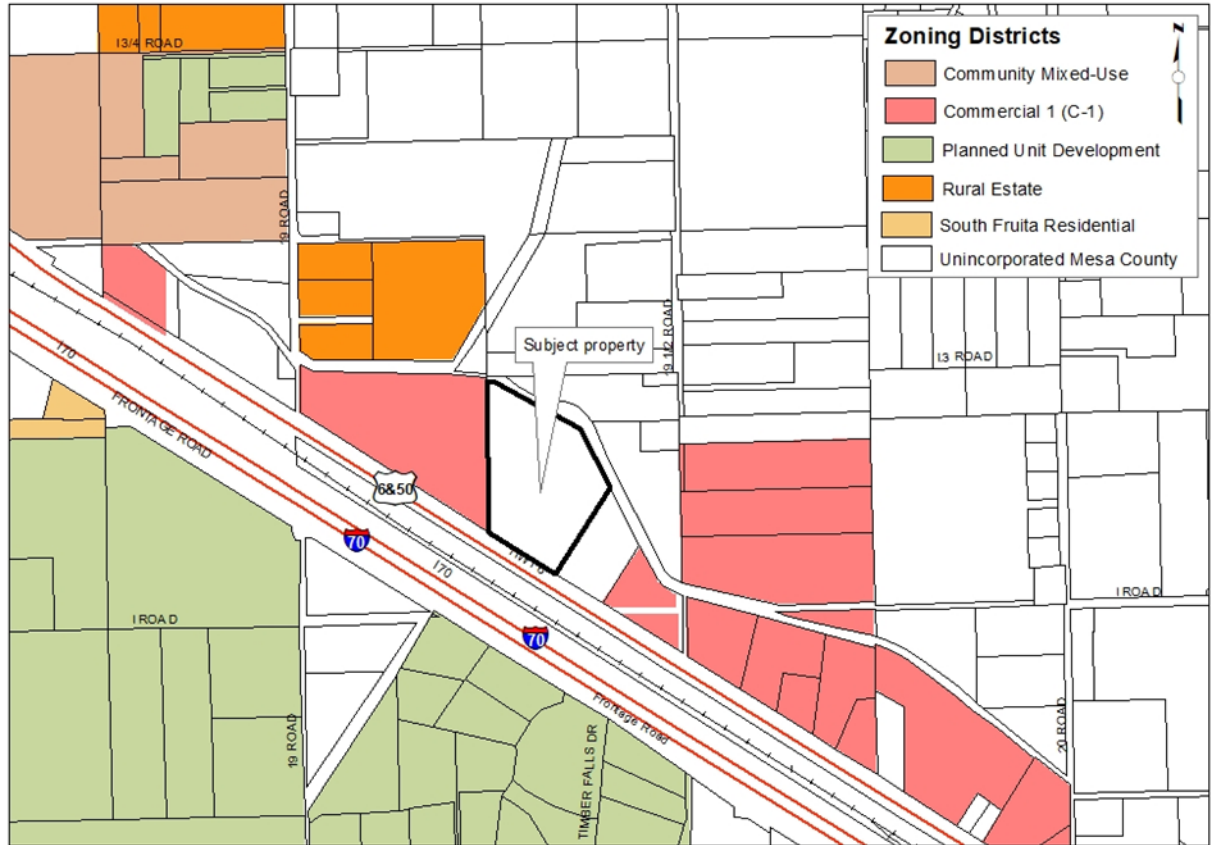 I3/4 ROAD
Zoning Districts
N
Community Mixed-Use
Commercial 1 (C-1)
Planned Unit Development
Rural Estate
South Fruita Residential
Unincorporated Mesa County
19 ROAD
19 1/2 ROAD
Subject property
I.3 ROAD
I70
FRONTAGE ROAD
6&50
70
I70
70
I ROAD
I ROAD
Frontage Road
19 ROAD
TIMBER FALLS DR
20 ROAD